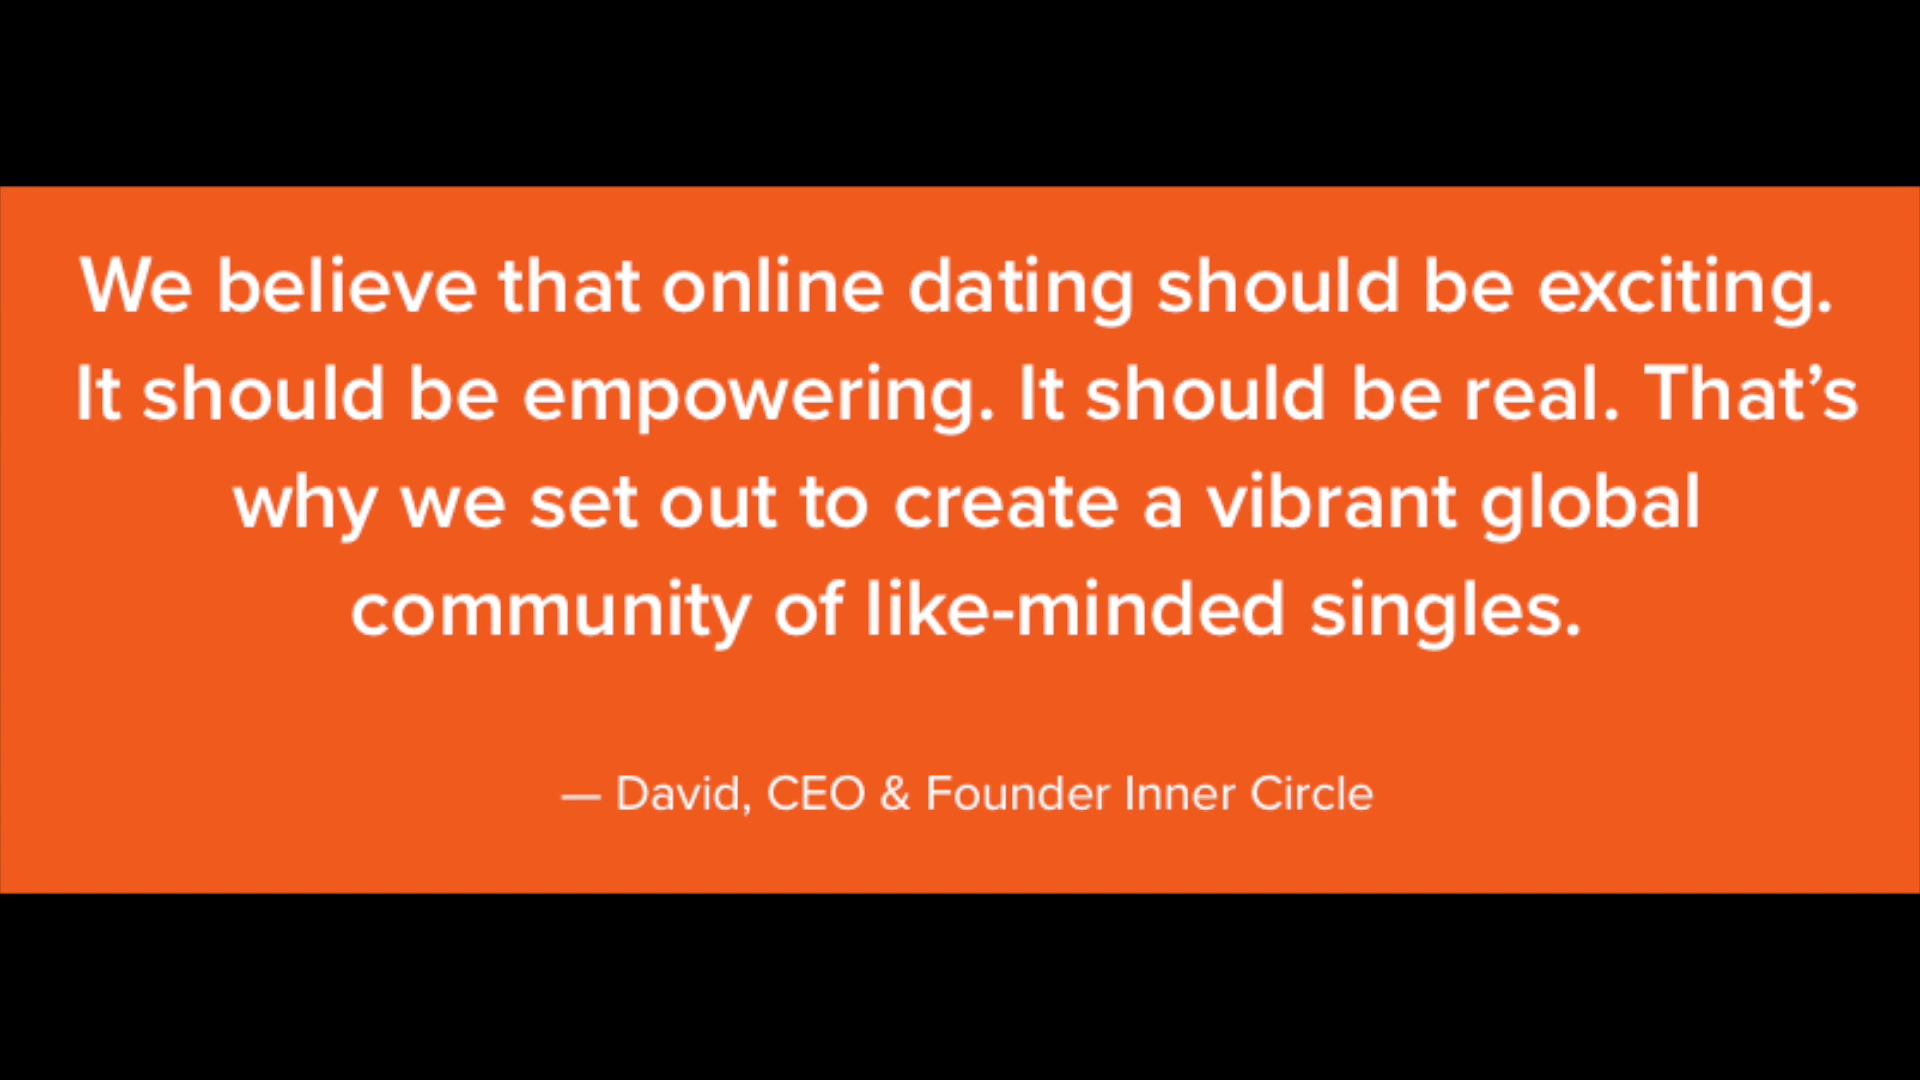 We believe that online dating should be exciting.
It should be empowering. It should be real. That’s
why we set out to create a vibrant global
community of like-minded singles.
— David, CEO & Founder Inner Circle